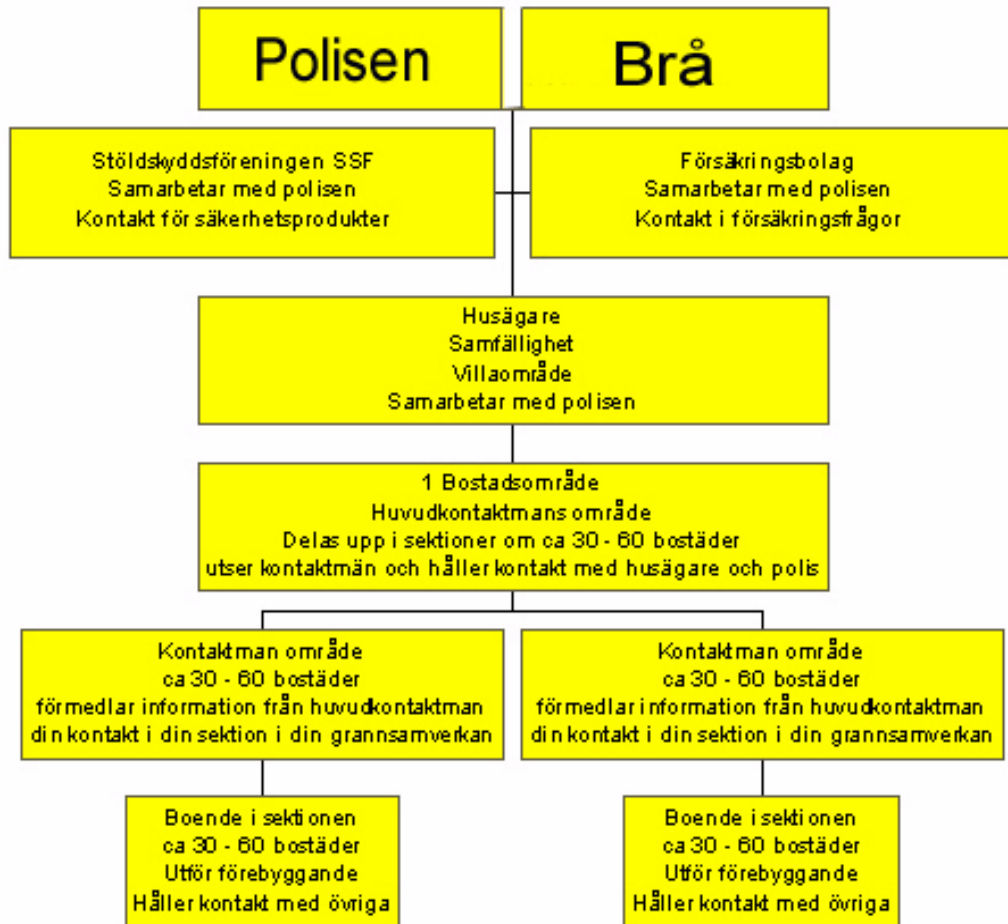 Polisen
Brå
Stöldskyddsföreningen SSF
Samarbetar med polisen
Kontakt för säkerhetsprodukter
Försäkringsbolag
Samarbetar med polisen
Kontakt i försäkringsfrågor
Husägare
Samfällighet
Villaområde
Samarbetar med polisen
1 Bostadsområde
Huvudkontaktmans område
Delas upp i sektioner om ca 30 - 60 bostäder
utser kontaktmän och håller kontakt med husägare och polis
Kontaktman område
ca 30 - 60 bostäder
förmedlar information från huvudkontaktman
din kontakt i din sektion i din grannsamverkan
Kontaktman område
ca 30 - 60 bostäder
förmedlar information från huvudkontaktman
din kontakt i din sektion i din grannsamverkan
Boende i sektionen
ca 30 - 60 bostäder
Utför förebyggande
Håller kontakt med övriga
Boende i sektionen
ca 30 - 60 bostäder
Utför förebyggande
Håller kontakt med övriga